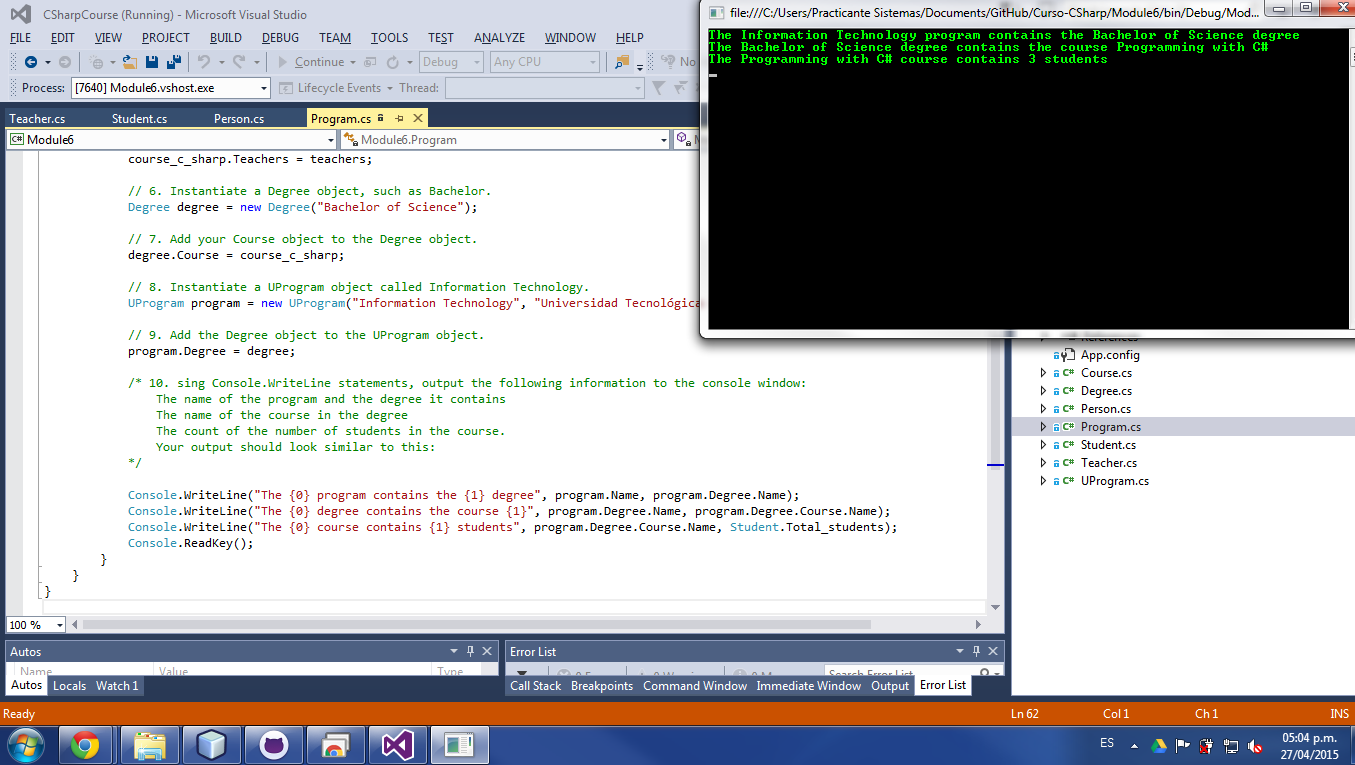 CSharpCourse (Running) - Microsoft Visual Studio
FILE EDIT VIEW PROJECT BUILD DEBUG TEAM TOOLS TEST ANALYZE WINDOW HELP
Continue Debug Any CPU No
Process: [7640] Module6.vshost.exe Lifecycle Events Thread:
Teacher.cs Student.cs Person.cs Program.cs
Module6 Module6.Program
course_c_sharp.Teachers = teachers;
// 6. Instantiate a Degree object, such as Bachelor.
Degree degree = new Degree("Bachelor of Science");
// 7. Add your Course object to the Degree object.
degree.Course = course_c_sharp;
// 8. Instantiate a UProgram object called Information Technology.
UProgram program = new UProgram("Information Technology", "Universidad Tecnológica
// 9. Add the Degree object to the UProgram object.
program.Degree = degree;
/* 10. sing Console.WriteLine statements, output the following information to the console window:
The name of the program and the degree it contains
The name of the course in the degree
The count of the number of students in the course.
Your output should look similar to this:
*/
Console.WriteLine("The {0} program contains the {1} degree", program.Name, program.Degree.Name);
Console.WriteLine("The {0} degree contains the course {1}", program.Degree.Name, program.Degree.Course.Name);
Console.WriteLine("The {0} course contains {1} students", program.Degree.Course.Name, Student.Total_students);
Console.ReadKey();
}
}
}
100 %
file:///C:/Users/Practicante Sistemas/Documents/GitHub/Curso-CSharp/Module6/bin/Debug/Mod...
The Information Technology program contains the Bachelor of Science degree
The Bachelor of Science degree contains the course Programming with C#
The Programming with C# course contains 3 students
References
App.config
Course.cs
Degree.cs
Person.cs
Program.cs
Student.cs
Teacher.cs
UProgram.cs
Autos
Name Value Type
Autos Locals Watch 1
Error List
Search Error List
Call Stack Breakpoints Command Window Immediate Window Output Error List
Ready Ln 62 Col 1 Ch 1 INS
ES 05:04 p.m.
27/04/2015